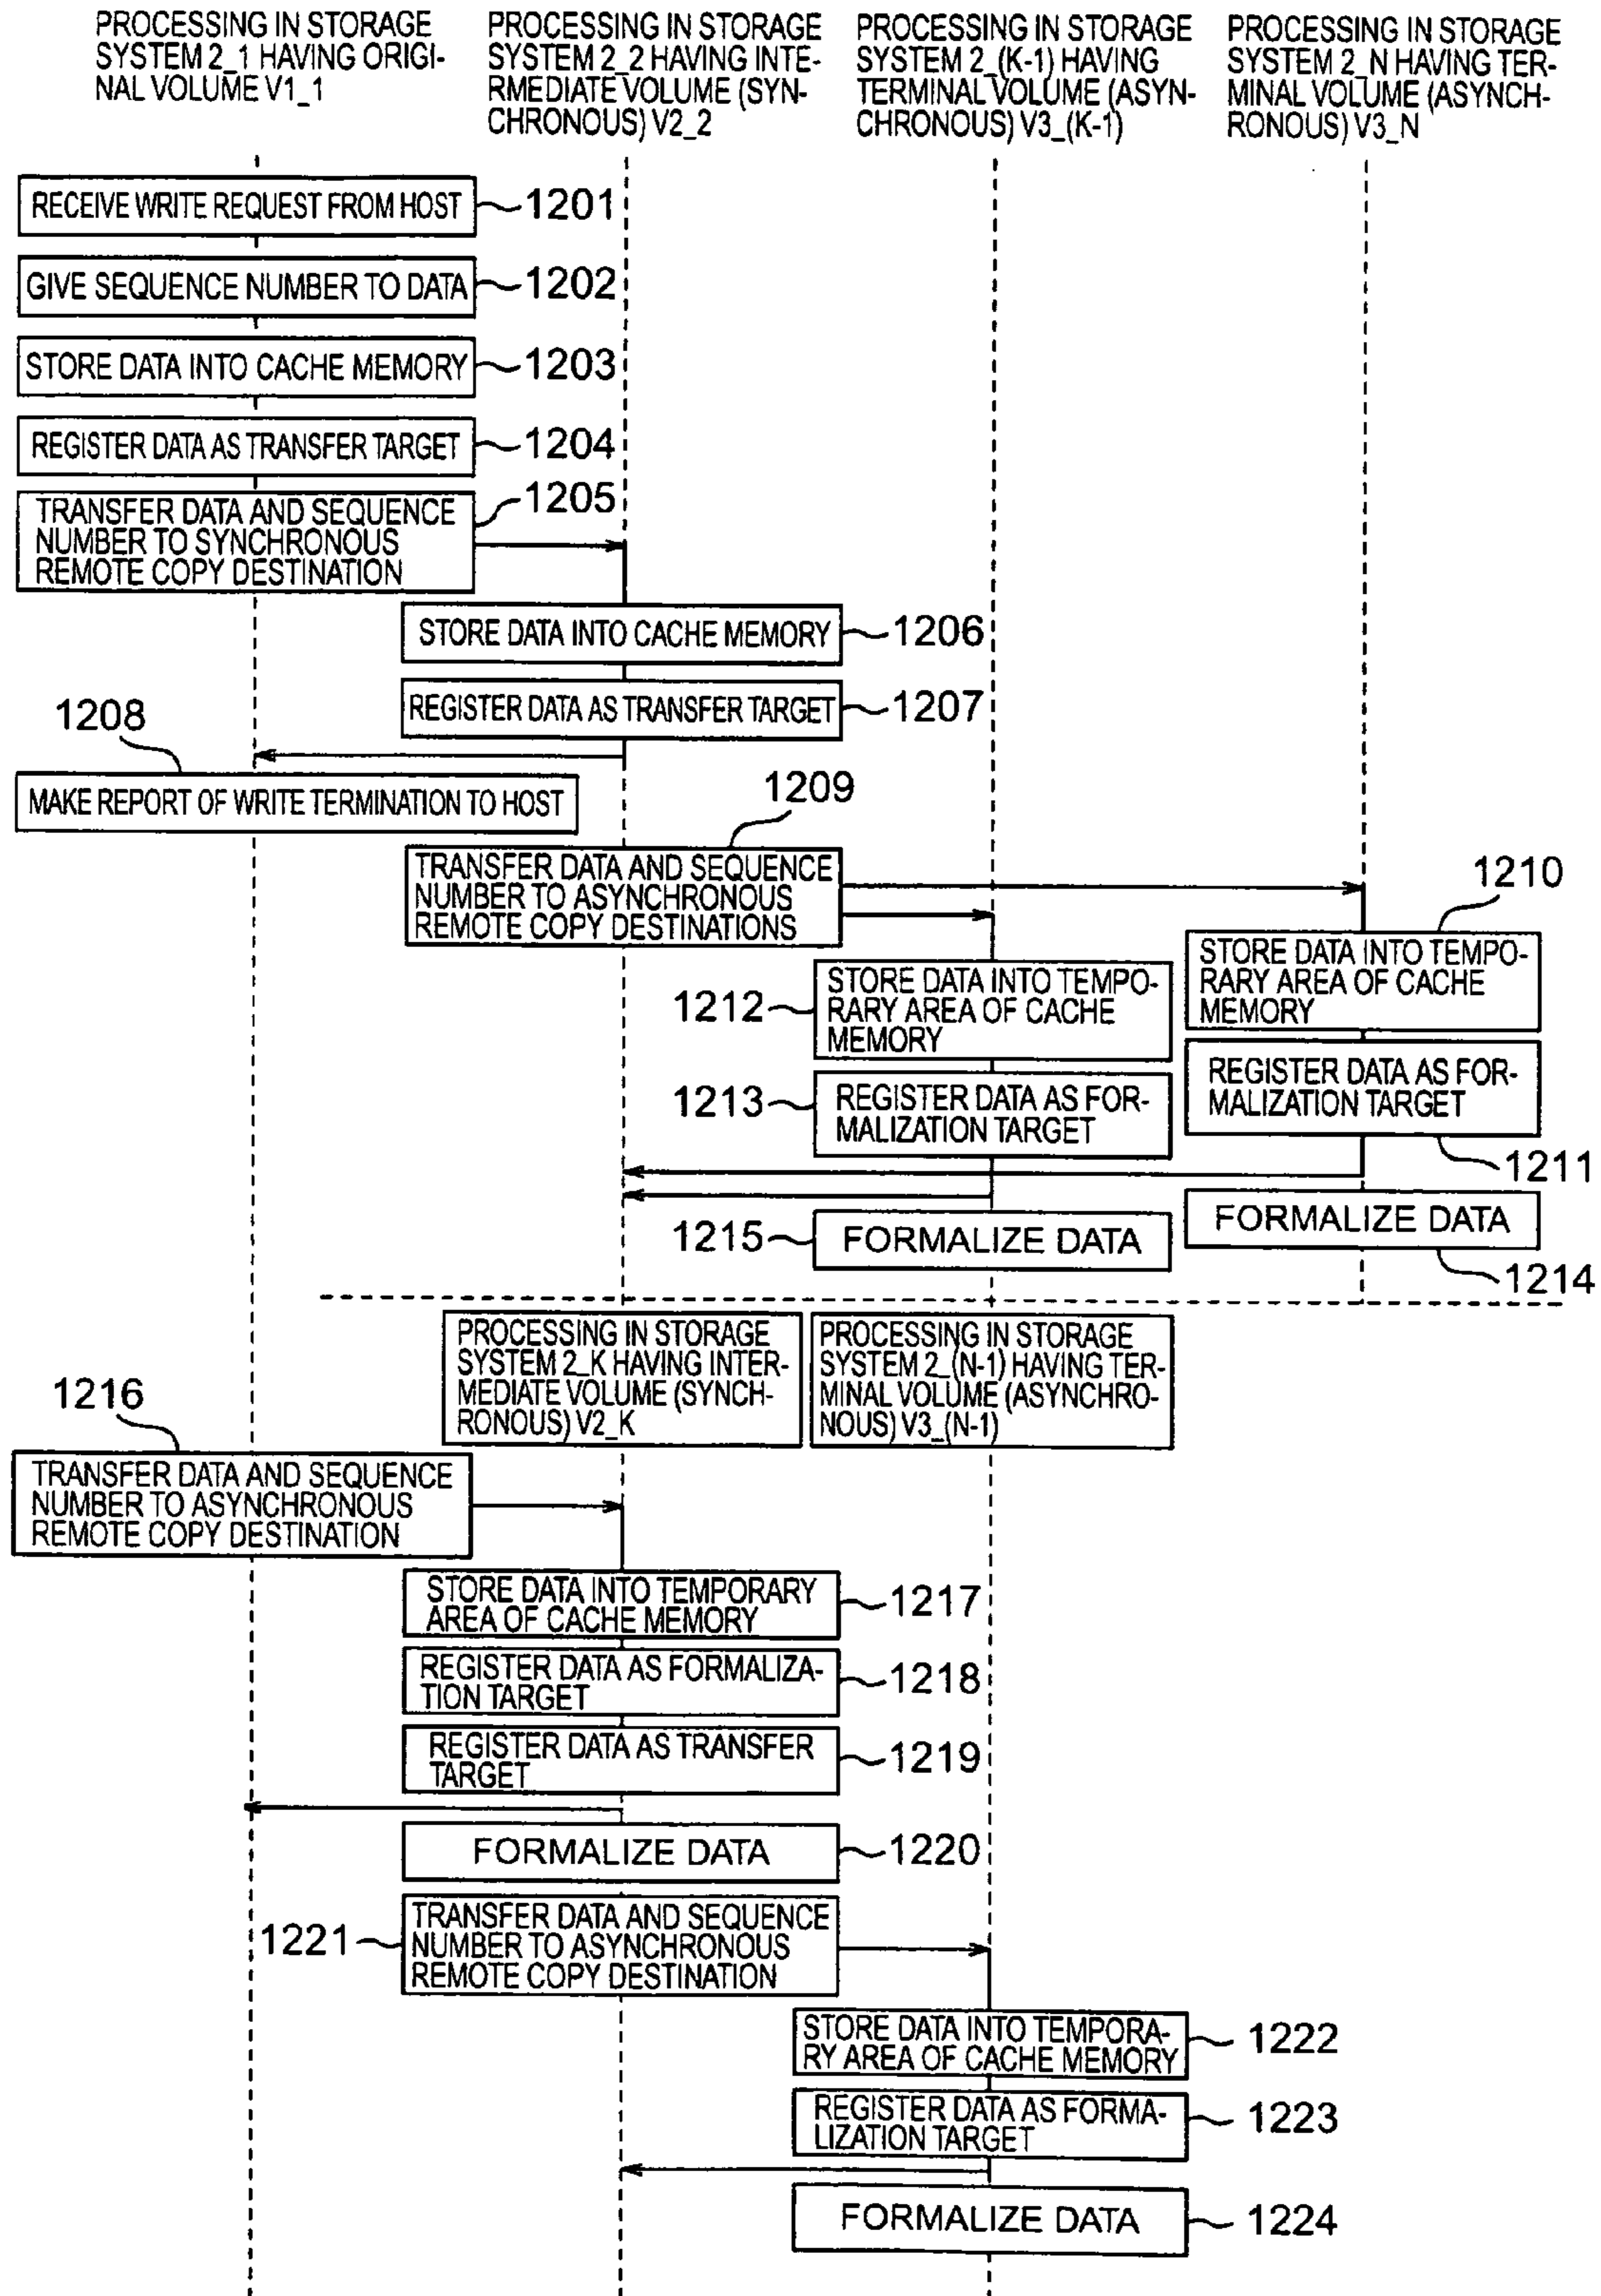 PROCESSING IN STORAGE
SYSTEM 2_1 HAVING ORIGI-
NAL VOLUME V1_1
PROCESSING IN STORAGE
SYSTEM 2_2 HAVING INTE-
RMEDIATE VOLUME (SYN-
CHRONOUS) V2_2
PROCESSING IN STORAGE
SYSTEM 2_(K-1) HAVING
TERMINAL VOLUME (ASYN-
CHRONOUS) V3_(K-1)
PROCESSING IN STORAGE
SYSTEM 2_N HAVING TER-
MINAL VOLUME (ASYNCH-
RONOUS) V3_N
RECEIVE WRITE REQUEST FROM HOST
1201
GIVE SEQUENCE NUMBER TO DATA
1202
STORE DATA INTO CACHE MEMORY
1203
REGISTER DATA AS TRANSFER TARGET
1204
TRANSFER DATA AND SEQUENCE
NUMBER TO SYNCHRONOUS
REMOTE COPY DESTINATION
1205
STORE DATA INTO CACHE MEMORY
1206
REGISTER DATA AS TRANSFER TARGET
1207
1208
MAKE REPORT OF WRITE TERMINATION TO HOST
1209
TRANSFER DATA AND SEQUENCE
NUMBER TO ASYNCHRONOUS
REMOTE COPY DESTINATIONS
1210
STORE DATA INTO TEMPO-
RARY AREA OF CACHE
MEMORY
1212
STORE DATA INTO TEMPO-
RARY AREA OF CACHE
MEMORY
REGISTER DATA AS FOR-
MALIZATION TARGET
1211
1213
REGISTER DATA AS FOR-
MALIZATION TARGET
FORMALIZE DATA
1214
1215
FORMALIZE DATA
PROCESSING IN STORAGE
SYSTEM 2_K HAVING INTER-
MEDIATE VOLUME (SYNCH-
RONOUS) V2_K
PROCESSING IN STORAGE
SYSTEM 2_(N-1) HAVING TER-
MINAL VOLUME (ASYNCHRO-
NOUS) V3_(N-1)
1216
TRANSFER DATA AND SEQUENCE
NUMBER TO ASYNCHRONOUS
REMOTE COPY DESTINATION
STORE DATA INTO TEMPORARY
AREA OF CACHE MEMORY
1217
REGISTER DATA AS FORMALIZA-
TION TARGET
1218
REGISTER DATA AS TRANSFER
TARGET
1219
FORMALIZE DATA
1220
1221
TRANSFER DATA AND SEQUENCE
NUMBER TO ASYNCHRONOUS
REMOTE COPY DESTINATION
STORE DATA INTO TEMPORA-
RY AREA OF CACHE MEMORY
1222
REGISTER DATA AS FORMA-
LIZATION TARGET
1223
FORMALIZE DATA
1224